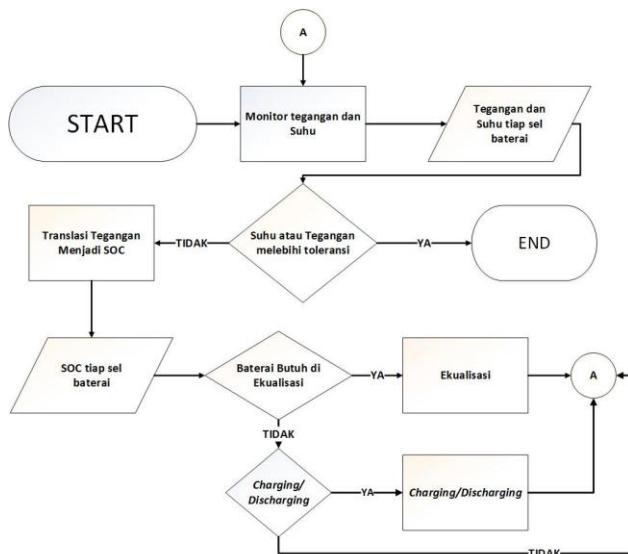 A
START
Monitor tegangan dan
Suhu
Tegangan dan
Suhu tiap sel
baterai
Translasi Tegangan
Menjadi SOC
TIDAK
Suhu atau Tegangan
melebihi toleransi
YA
END
SOC tiap sel
baterai
Baterai Butuh di
Ekualisasi
YA
Ekualisasi
A
TIDAK
Charging/
Discharging
YA
Charging/Discharging
TIDAK